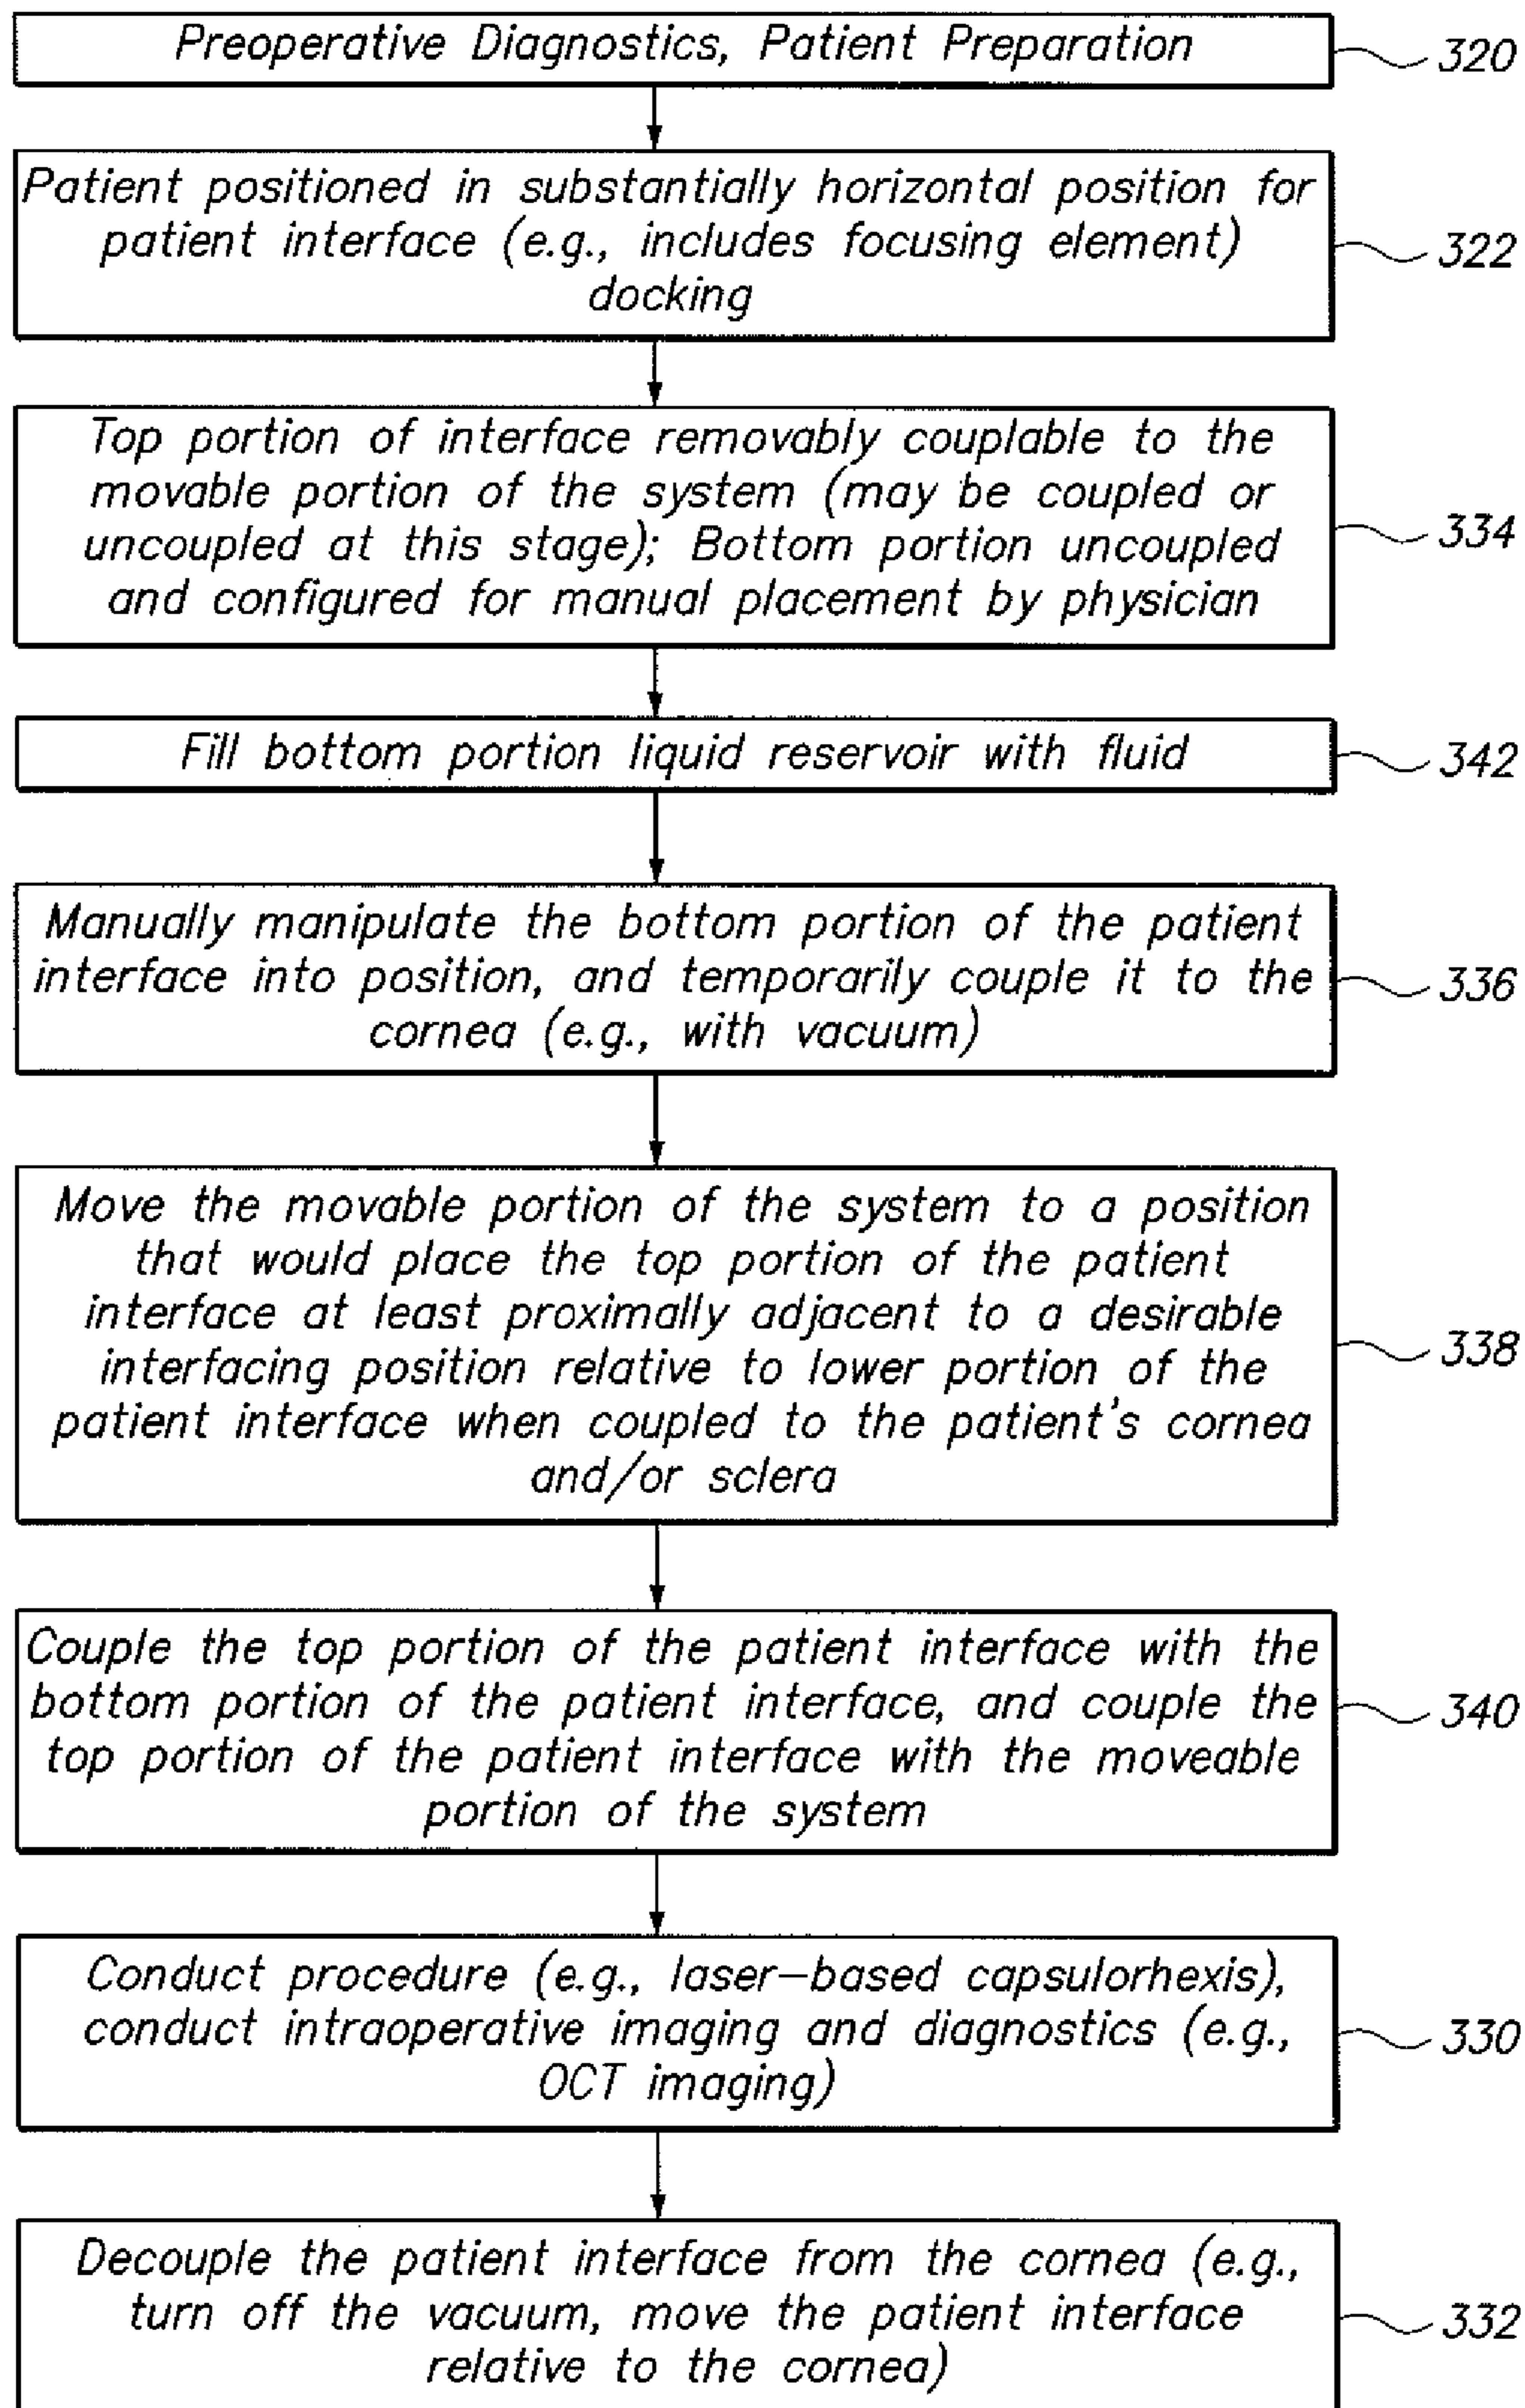 Preoperative Diagnostics, Patient Preparation
320
Patient positioned in substantially horizontal position for
patient interface (e.g., includes focusing element)
docking
322
Top portion of interface removably couplable to the
movable portion of the system (may be coupled or
uncoupled at this stage); Bottom portion uncoupled
and configured for manual placement by physician
334
Fill bottom portion liquid reservoir with fluid
342
Manually manipulate the bottom portion of the patient
interface into position, and temporarily couple it to the
cornea (e.g., with vacuum)
336
Move the movable portion of the system to a position
that would place the top portion of the patient
interface at least proximally adjacent to a desirable
interfacing position relative to lower portion of the
patient interface when coupled to the patient's cornea
and/or sclera
338
Couple the top portion of the patient interface with the
bottom portion of the patient interface, and couple the
top portion of the patient interface with the moveable
portion of the system
340
Conduct procedure (e.g., laser-based capsulorhexis),
conduct intraoperative imaging and diagnostics (e.g.,
OCT imaging)
330
Decouple the patient interface from the cornea (e.g.,
turn off the vacuum, move the patient interface
relative to the cornea)
332